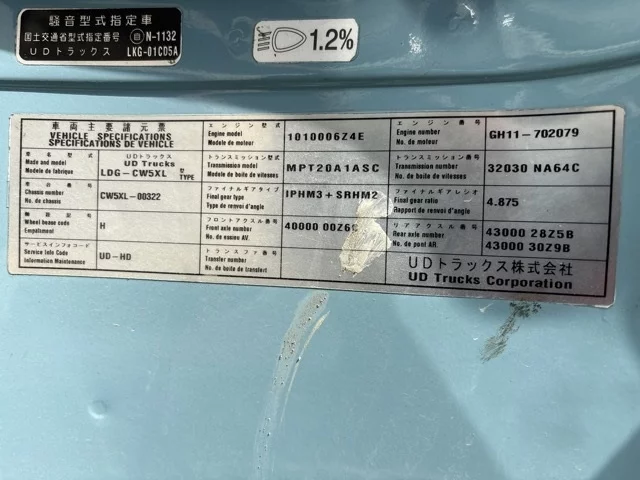 騒音型式指定車
国土交通省型式指定番号 自 N-1132
UDトラックス LKG-01CD5A
1.2%
車両主要諸元票
VEHICLE SPECIFICATIONS
SPECIFICATIONS DE VEHICLE
エンジン型式
Engine model
Modele de moteur
1010006Z4E
エンジン番号
Engine number
No. de moteur
GH11-702079
車名型式
Made and model
Modele de fabrique
UDトラックス
UD Trucks
LDG-CW5XL
型
TYPE
トランスミッション型式
Transmission model
No. de boite de vitesses
MPT20A1ASC
トランスミッション番号
Transmission number
Modele de boite de vitesses
32030 NA64C
車台番号
Chassis number
No. de chassis
CW5XL-00322
ファイナルギアタイプ
Final gear type
Type de renvoi d'angle
IPHM3+SRHM2
ファイナルギアレシオ
Final gear ratio
Rapport de renvoi d'angle
4.875
Wheel base code
Empattement
H
フロントアクスル番号
Front axle number
No. de essieu AV.
40000 00Z6
リアアクスル番号
Rear axle number
No. de pont AR.
43000 28Z5B
43000 30Z9B
サービスインフォコード
Service Info Code
Information Maintenance
UD-HD
トランスファ番号
Transfer number
No. de boite de transfert
UDトラックス株式会社
UD Trucks Corporation